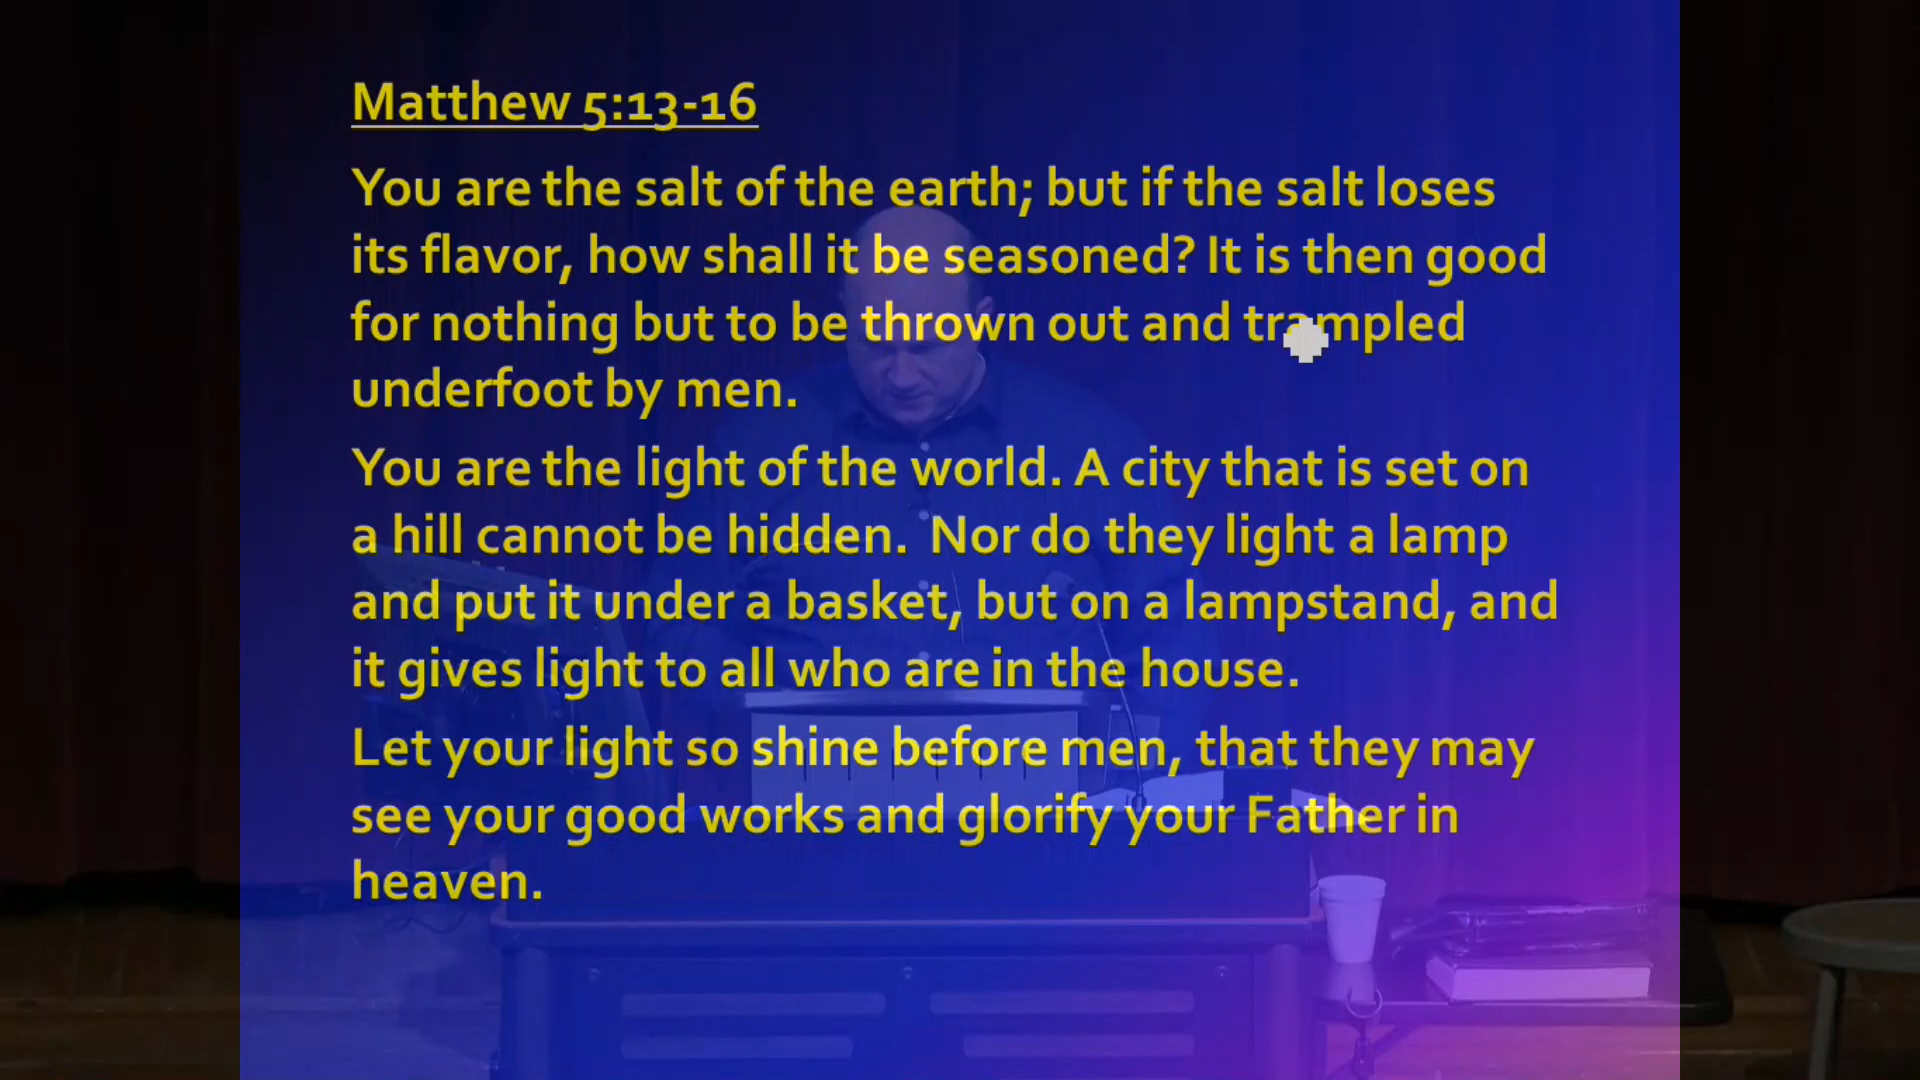 Matthew 5:13-16
You are the salt of the earth; but if the salt loses
its flavor, how shall it be seasoned? It is then good
for nothing but to be thrown out and trampled
underfoot by men.
You are the light of the world. A city that is set on
a hill cannot be hidden. Nor do they light a lamp
and put it under a basket, but on a lampstand, and
it gives light to all who are in the house.
Let your light so shine before men, that they may
see your good works and glorify your Father in
heaven.